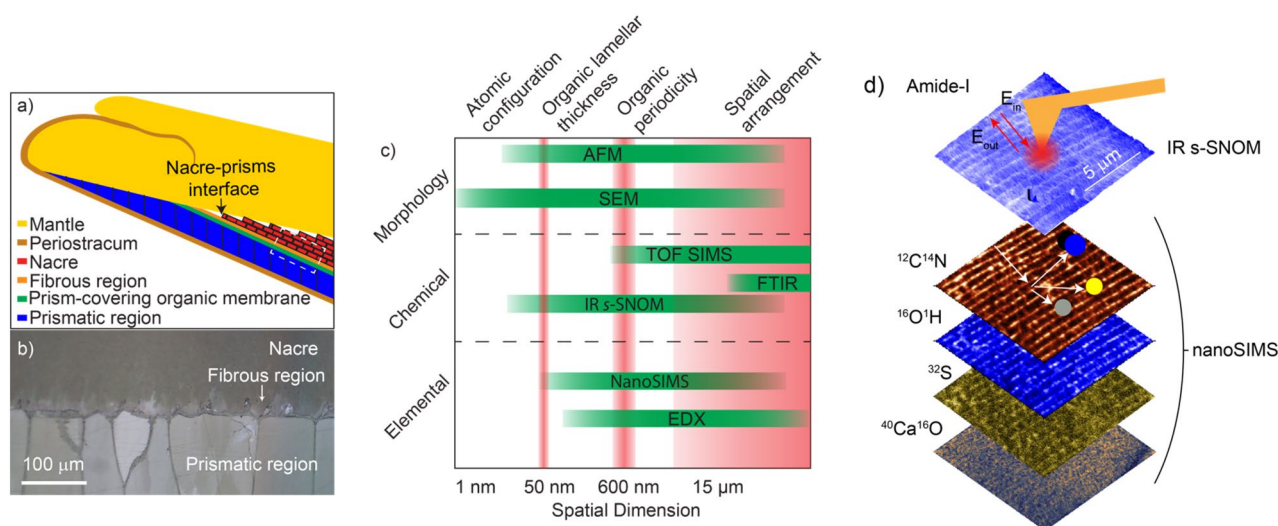 a)
Nacre-prisms
interface
Mantle
Periostracum
Nacre
Fibrous region
Prism-covering organic membrane
Prismatic region
b)
Nacre
Fibrous region
Prismatic region
100 μm
c)
Atomic
configuration
Organic lamellar
thickness
Organic
periodicity
Spatial
arrangement
Morphology
Chemical
Elemental
AFM
SEM
TOF SIMS
FTIR
IR s-SNOM
NanoSIMS
EDX
1 nm 50 nm 600 nm 15 μm
Spatial Dimension
d)
Amide-I
E_in
E_out
5 μm
IR s-SNOM
¹²C¹⁴N
¹⁶O¹H
³²S
⁴⁰Ca¹⁶O
nanoSIMS